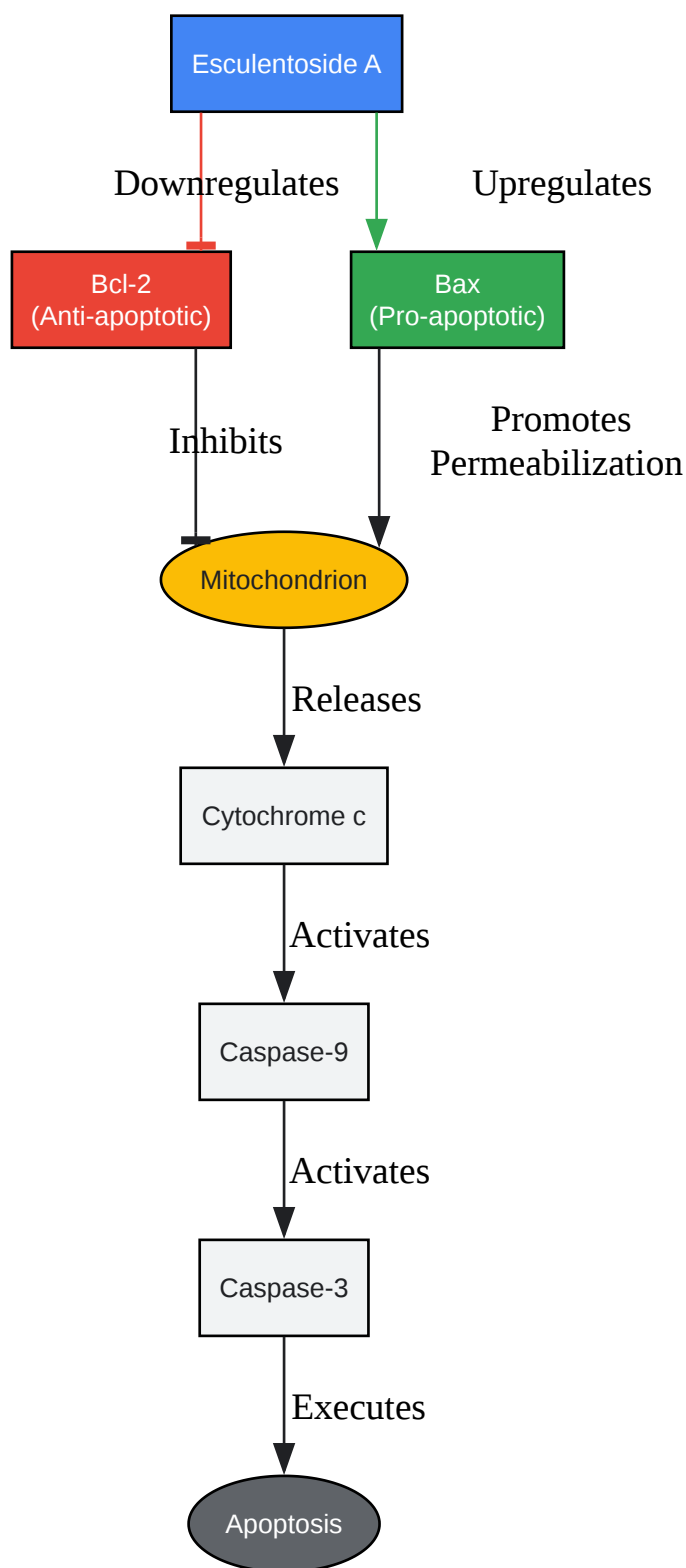 Esculentoside A
Downregulates
Upregulates
Bcl-2
(Anti-apoptotic)
Bax
(Pro-apoptotic)
Inhibits
Promotes
Permeabilization
Mitochondrion
Releases
Cytochrome c
Activates
Caspase-9
Activates
Caspase-3
Executes
Apoptosis